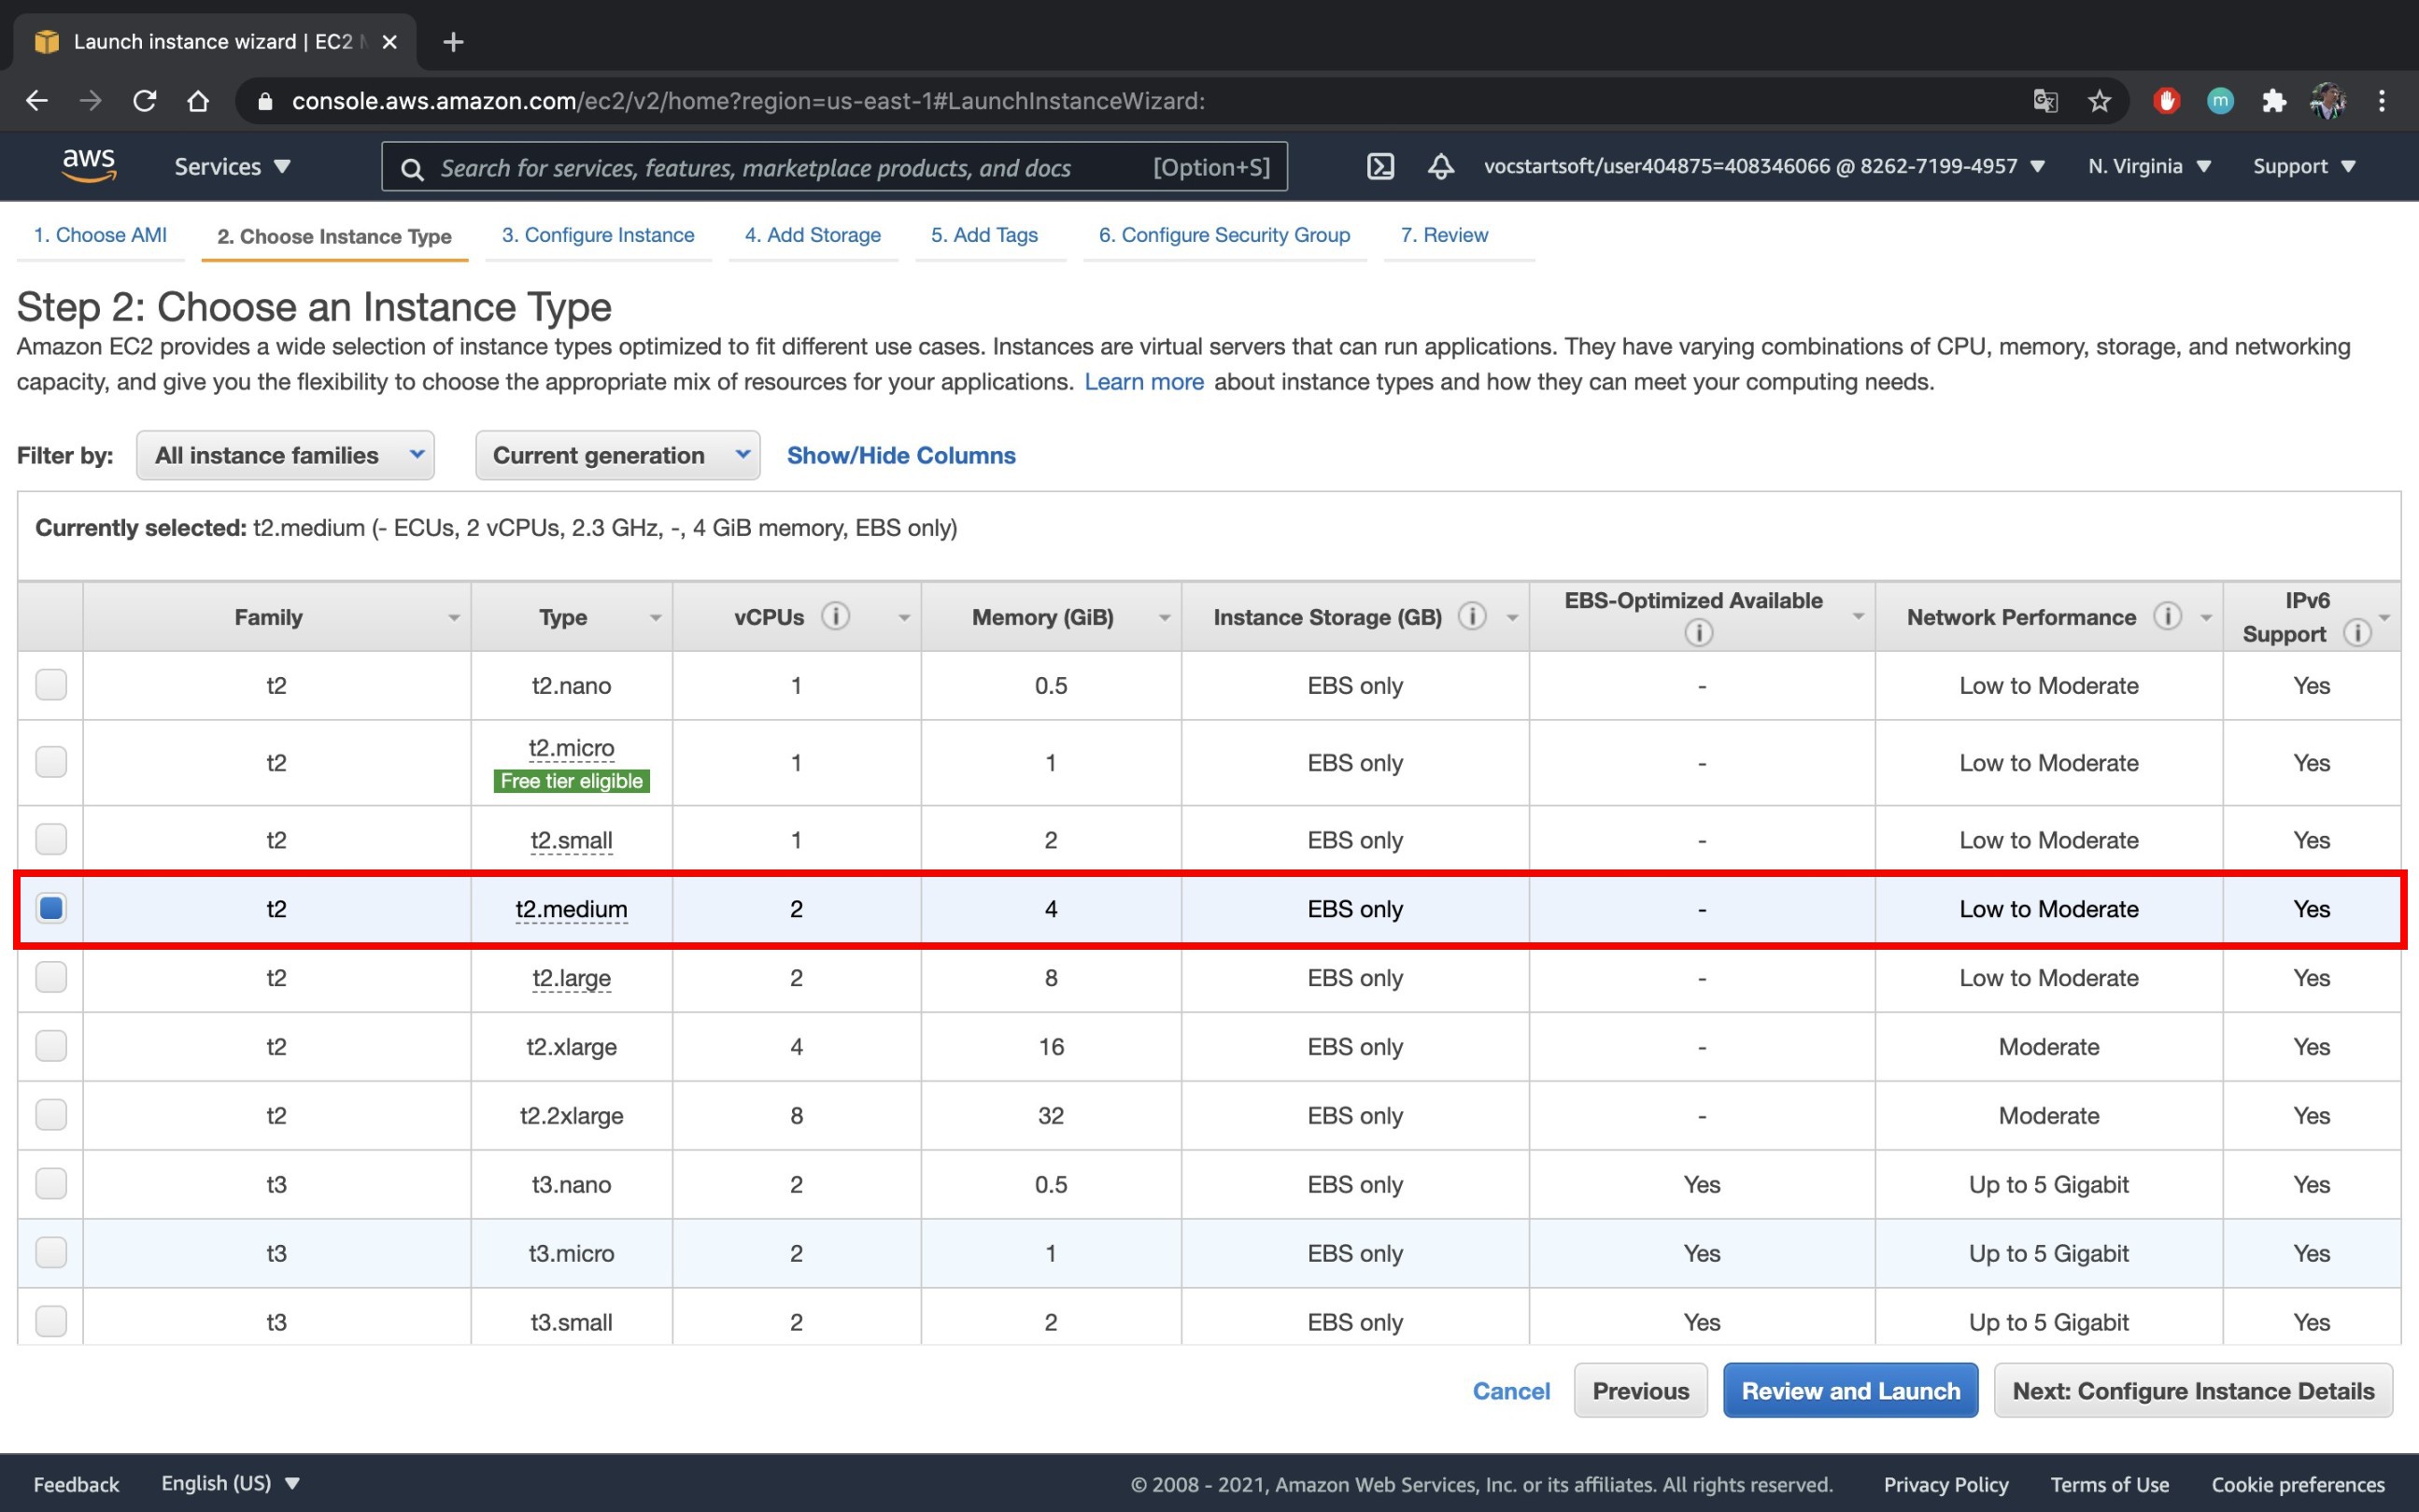 Launch instance wizard | EC2 M
console.aws.amazon.com/ec2/v2/home?region=us-east-1#LaunchInstanceWizard:
m
aws Services Search for services, features, marketplace products, and docs [Option+S] vocstartsoft/user404875=408346066 @ 8262-7199-4957 N. Virginia Support
1. Choose AMI 2. Choose Instance Type 3. Configure Instance 4. Add Storage 5. Add Tags 6. Configure Security Group 7. Review
Step 2: Choose an Instance Type
Amazon EC2 provides a wide selection of instance types optimized to fit different use cases. Instances are virtual servers that can run applications. They have varying combinations of CPU, memory, storage, and networking
capacity, and give you the flexibility to choose the appropriate mix of resources for your applications. Learn more about instance types and how they can meet your computing needs.
Filter by: All instance families Current generation Show/Hide Columns
Currently selected: t2.medium (- ECUs, 2 vCPUs, 2.3 GHz, -, 4 GiB memory, EBS only)
Family Type vCPUs Memory (GiB) Instance Storage (GB) EBS-Optimized Available Network Performance IPv6 Support
t2 t2.nano 1 0.5 EBS only - Low to Moderate Yes
t2 t2.micro 1 1 EBS only - Low to Moderate Yes
Free tier eligible
t2 t2.small 1 2 EBS only - Low to Moderate Yes
t2 t2.medium 2 4 EBS only - Low to Moderate Yes
t2 t2.large 2 8 EBS only - Low to Moderate Yes
t2 t2.xlarge 4 16 EBS only - Moderate Yes
t2 t2.2xlarge 8 32 EBS only - Moderate Yes
t3 t3.nano 2 0.5 EBS only Yes Up to 5 Gigabit Yes
t3 t3.micro 2 1 EBS only Yes Up to 5 Gigabit Yes
t3 t3.small 2 2 EBS only Yes Up to 5 Gigabit Yes
Cancel Previous Review and Launch Next: Configure Instance Details
Feedback English (US) © 2008 - 2021, Amazon Web Services, Inc. or its affiliates. All rights reserved. Privacy Policy Terms of Use Cookie preferences